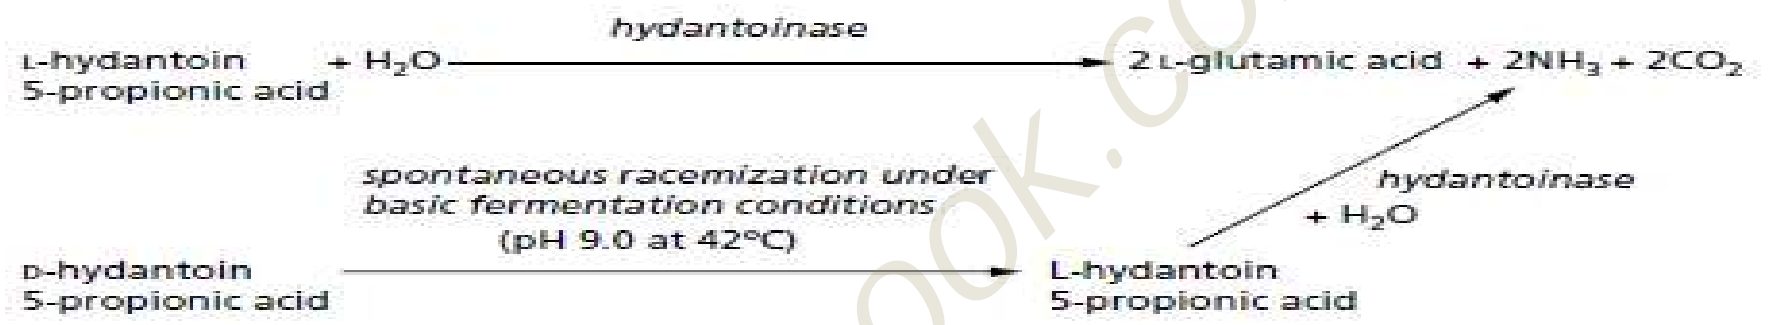 hydantoinase
L-hydantoin + H₂O 2 L-glutamic acid + 2NH₃ + 2CO₂
5-propionic acid
spontaneous racemization under
basic fermentation conditions
(pH 9.0 at 42°C)
hydantoinase
+ H₂O
D-hydantoin L-hydantoin
5-propionic acid 5-propionic acid